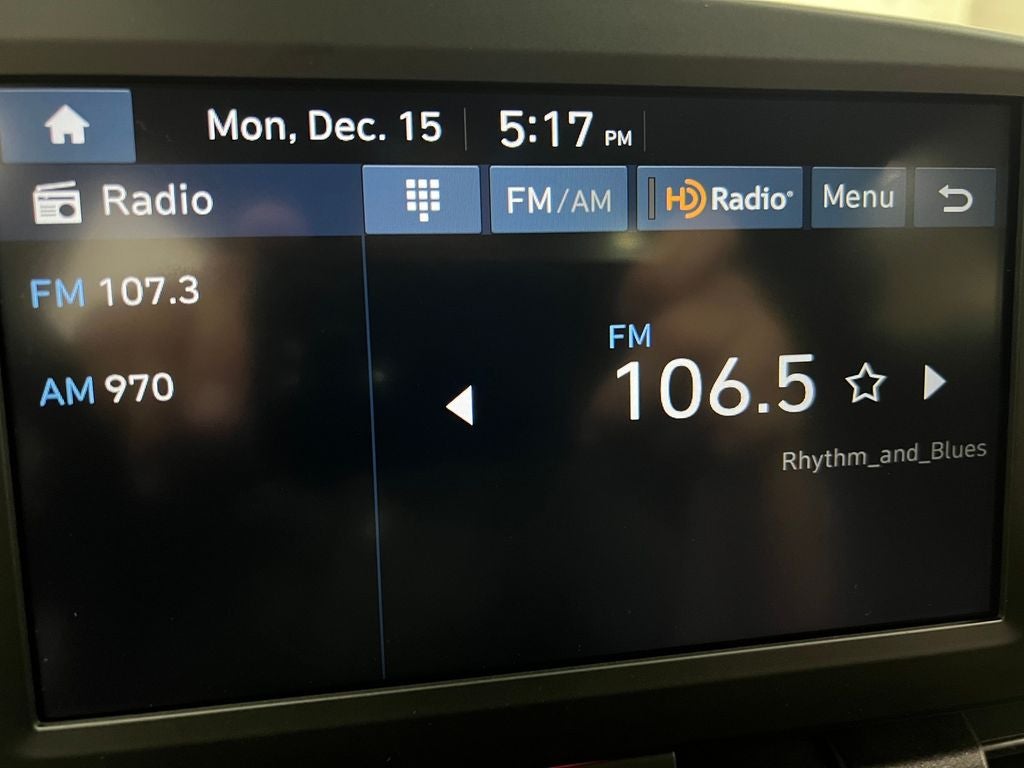 Mon, Dec. 15 5:17 PM
Radio FM/AM HD Radio® Menu
FM 107.3
AM 970
FM
106.5
Rhythm_and_Blues